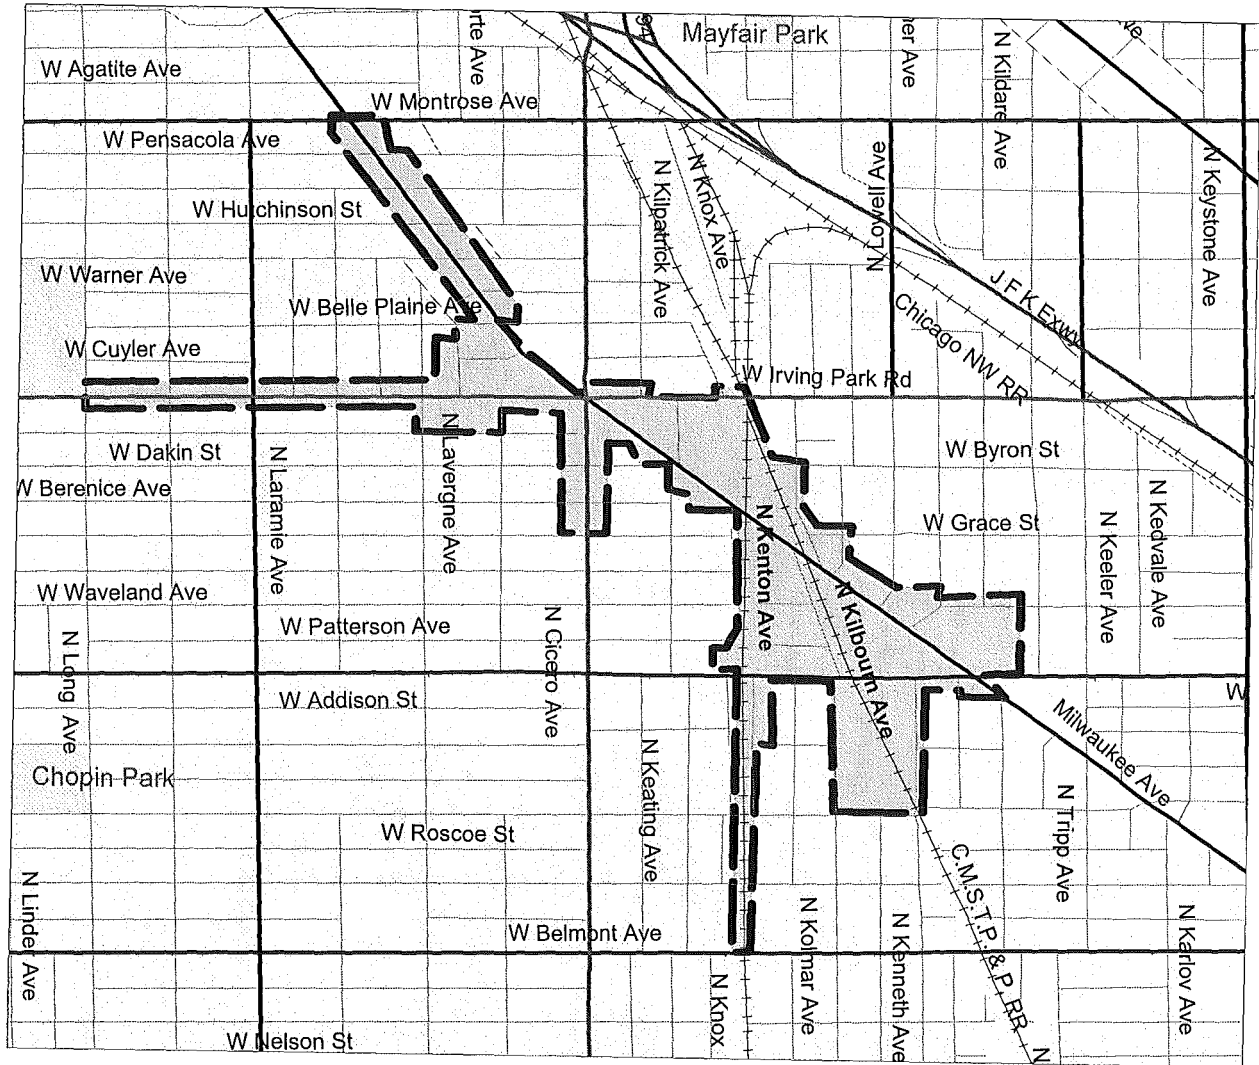 Mayfair Park
W Agatite Ave
W Montrose Ave
W Pensacola Ave
N Kildare Ave
N Keystone Ave
N Lowell Ave
N Knox Ave
N Kilpatrick Ave
W Hutchinson St
W Warner Ave
W Belle Plaine Ave
J F K Exwy
Chicago NW RR
W Cuyler Ave
W Irving Park Rd
W Dakin St
W Byron St
W Berenice Ave
N Laramie Ave
N Lavergne Ave
N Kenton Ave
W Grace St
N Keeler Ave
N Kedvale Ave
W Waveland Ave
W Patterson Ave
N Cicero Ave
N Kilbourn Ave
N Long Ave
W Addison St
W
Milwaukee Ave
Chopin Park
N Keating Ave
N Tripp Ave
W Roscoe St
C.M.S.T.P. & P. RR
N Linder Ave
W Belmont Ave
N Kolmar Ave
N Kenneth Ave
N Karlov Ave
N Knox
W Nelson St
N